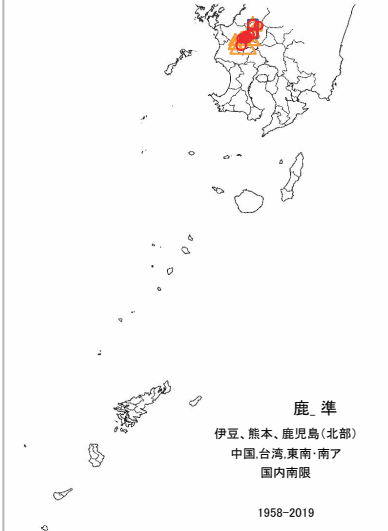 鹿_ 準
伊豆、熊本、鹿児島(北部)
中国,台湾,東南・南ア
国内南限
1958-2019